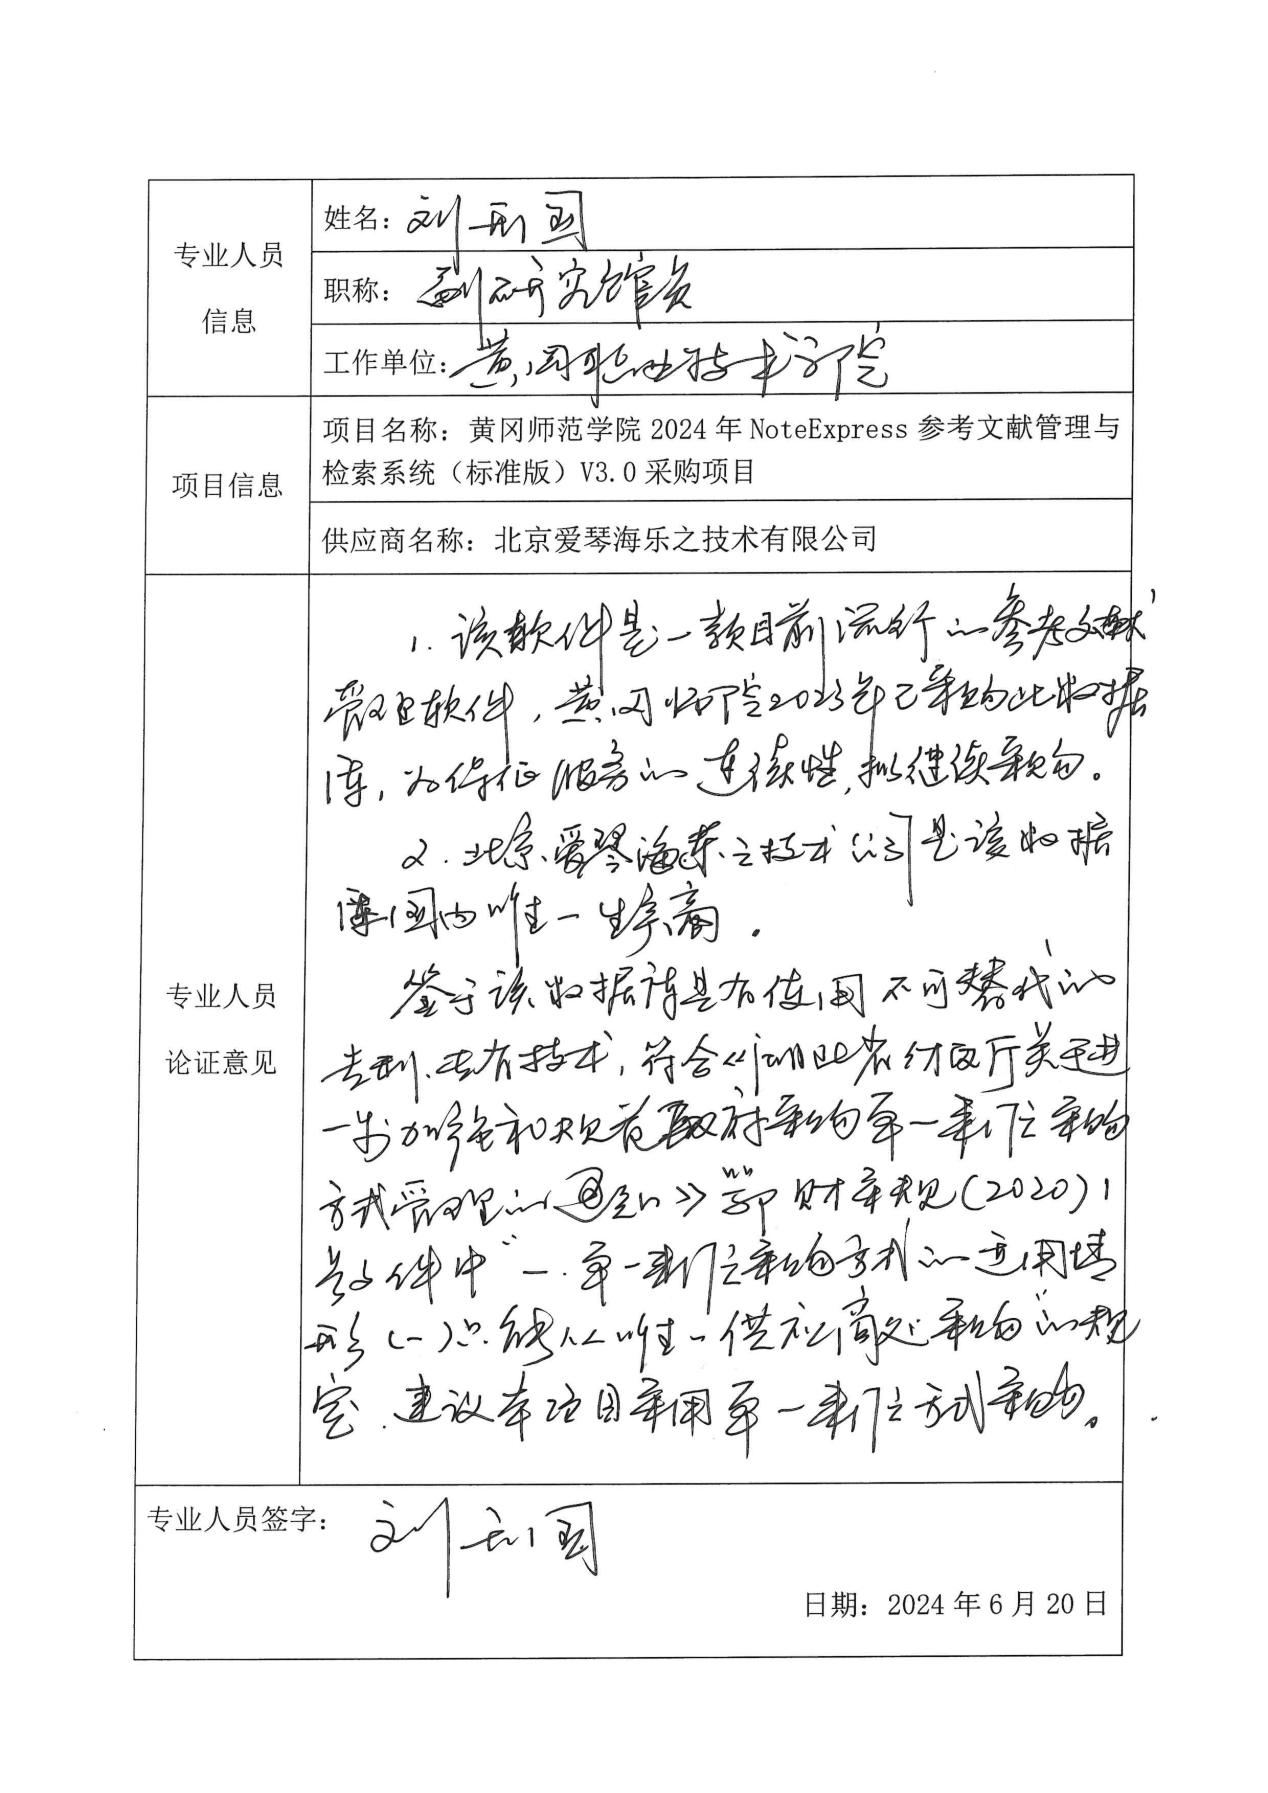 专业人员
信息
姓名：刘利国
职称：副研究馆员
工作单位：黄冈职业技术学院
项目信息
项目名称：黄冈师范学院 2024 年 NoteExpress 参考文献管理与
检索系统（标准版）V3.0 采购项目
供应商名称：北京爱琴海乐之技术有限公司
专业人员
论证意见
1. 该软件是一款目前流行的参考文献
管理软件，黄冈师院2023年已采购此数据
库，为保证服务的连续性，拟继续采购。
2. 北京爱琴海乐之技术公司是该数据
库国内唯一生产商。
鉴于该数据库具有使用不可替代的
专利、专有技术，符合《湖北省财政厅关于进
一步加强和规范政府采购单一来源采购
方式管理的通知》鄂财采规（2020）1
号文件中“一.单一来源采购方式的适用情
形（一）只能从唯一供应商处采购”的规
定.建议本项目采用单一来源方式采购。
专业人员签字：刘利国
日期：2024 年 6 月 20 日